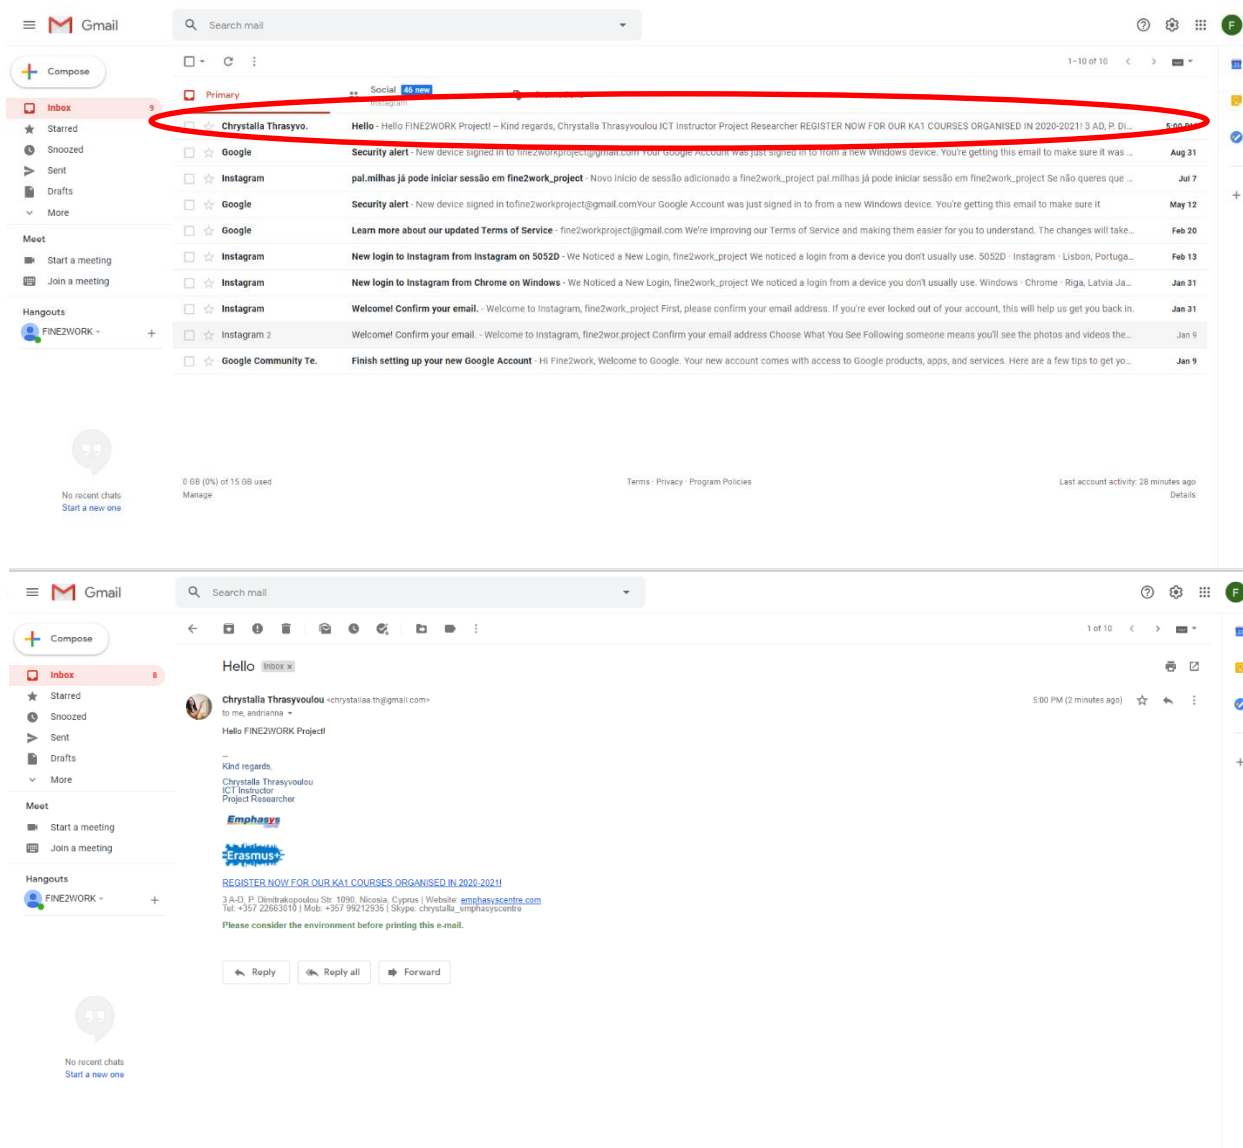 Gmail
Search mail
F
Compose
1–10 of 10
Inbox 9
Primary
Social 46 new
Instagram
Starred
Snoozed
Sent
Drafts
More
Chrystalla Thrasyvo. Hello - Hello FINE2WORK Project! – Kind regards, Chrystalla Thrasyvoulou ICT Instructor Project Researcher REGISTER NOW FOR OUR KA1 COURSES ORGANISED IN 2020-2021! 3 AD, P. Di... 5:00 PM
Google Security alert - New device signed in to fine2workproject@gmail.com Your Google Account was just signed in to from a new Windows device. You're getting this email to make sure it was ... Aug 31
Instagram pal.milhas já pode iniciar sessão em fine2work_project - Novo início de sessão adicionado a fine2work_project pal.milhas já pode iniciar sessão em fine2work_project Se não queres que ... Jul 7
Google Security alert - New device signed in tofine2workproject@gmail.comYour Google Account was just signed in to from a new Windows device. You're getting this email to make sure it May 12
Google Learn more about our updated Terms of Service - fine2workproject@gmail.com We're improving our Terms of Service and making them easier for you to understand. The changes will take... Feb 20
Instagram New login to Instagram from Instagram on 5052D - We Noticed a New Login, fine2work_project We noticed a login from a device you don't usually use. 5052D · Instagram · Lisbon, Portuga... Feb 13
Instagram New login to Instagram from Chrome on Windows - We Noticed a New Login, fine2work_project We noticed a login from a device you don't usually use. Windows · Chrome · Riga, Latvia Ja... Jan 31
Instagram Welcome! Confirm your email. - Welcome to Instagram, fine2work_project First, please confirm your email address. If you're ever locked out of your account, this will help us get you back in. Jan 31
Instagram 2 Welcome! Confirm your email. - Welcome to Instagram, fine2wor.project Confirm your email address Choose What You See Following someone means you'll see the photos and videos the... Jan 9
Google Community Te. Finish setting up your new Google Account - Hi Fine2work, Welcome to Google. Your new account comes with access to Google products, apps, and services. Here are a few tips to get yo... Jan 9
Meet
Start a meeting
Join a meeting
Hangouts
FINE2WORK
No recent chats
Start a new one
0 GB (0%) of 15 GB used
Manage
Terms · Privacy · Program Policies
Last account activity: 28 minutes ago
Details
Gmail
Search mail
F
Compose
1 of 10
Inbox 8
Starred
Snoozed
Sent
Drafts
More
Meet
Start a meeting
Join a meeting
Hangouts
FINE2WORK
No recent chats
Start a new one
Hello Inbox x
Chrystalla Thrasyvoulou <chrystallaa.th@gmail.com>
5:00 PM (2 minutes ago)
to me, andrianna
Hello FINE2WORK Project!
--
Kind regards,
Chrystalla Thrasyvoulou
ICT Instructor
Project Researcher
Emphasys
Erasmus+
REGISTER NOW FOR OUR KA1 COURSES ORGANISED IN 2020-2021!
3 A-D, P. Dimitrakopoulou Str. 1090, Nicosia, Cyprus | Website: emphasyscentre.com
Tel: +357 22663010 | Mob: +357 99212935 | Skype: chrystalla_emphasyscentre
Please consider the environment before printing this e-mail.
Reply
Reply all
Forward